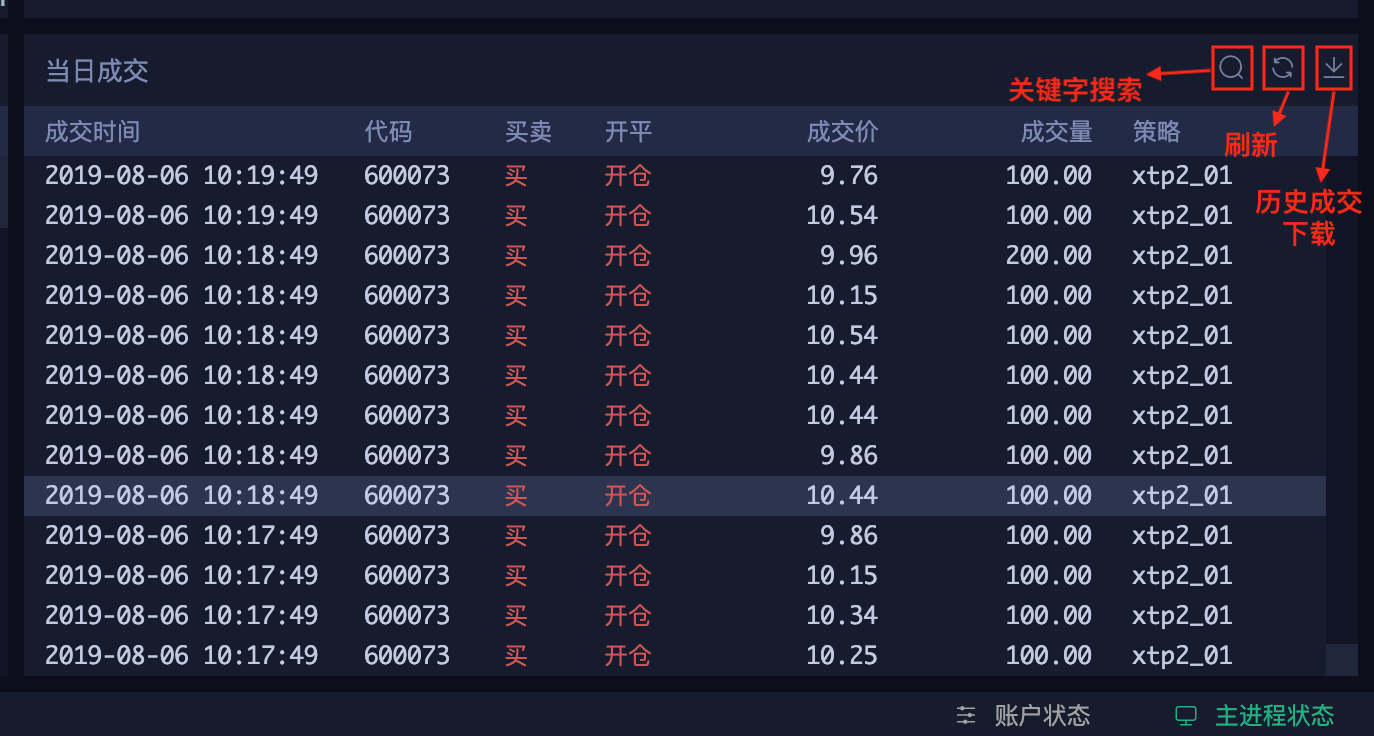 当日成交
关键字搜索
刷新
历史成交
下载
成交时间 代码 买卖 开平 成交价 成交量 策略
2019-08-06 10:19:49 600073 买 开仓 9.76 100.00 xtp2_01
2019-08-06 10:19:49 600073 买 开仓 10.54 100.00 xtp2_01
2019-08-06 10:18:49 600073 买 开仓 9.96 200.00 xtp2_01
2019-08-06 10:18:49 600073 买 开仓 10.15 100.00 xtp2_01
2019-08-06 10:18:49 600073 买 开仓 10.54 100.00 xtp2_01
2019-08-06 10:18:49 600073 买 开仓 10.44 100.00 xtp2_01
2019-08-06 10:18:49 600073 买 开仓 10.44 100.00 xtp2_01
2019-08-06 10:18:49 600073 买 开仓 9.86 100.00 xtp2_01
2019-08-06 10:18:49 600073 买 开仓 10.44 100.00 xtp2_01
2019-08-06 10:17:49 600073 买 开仓 9.86 100.00 xtp2_01
2019-08-06 10:17:49 600073 买 开仓 10.15 100.00 xtp2_01
2019-08-06 10:17:49 600073 买 开仓 10.34 100.00 xtp2_01
2019-08-06 10:17:49 600073 买 开仓 10.25 100.00 xtp2_01
账户状态 主进程状态